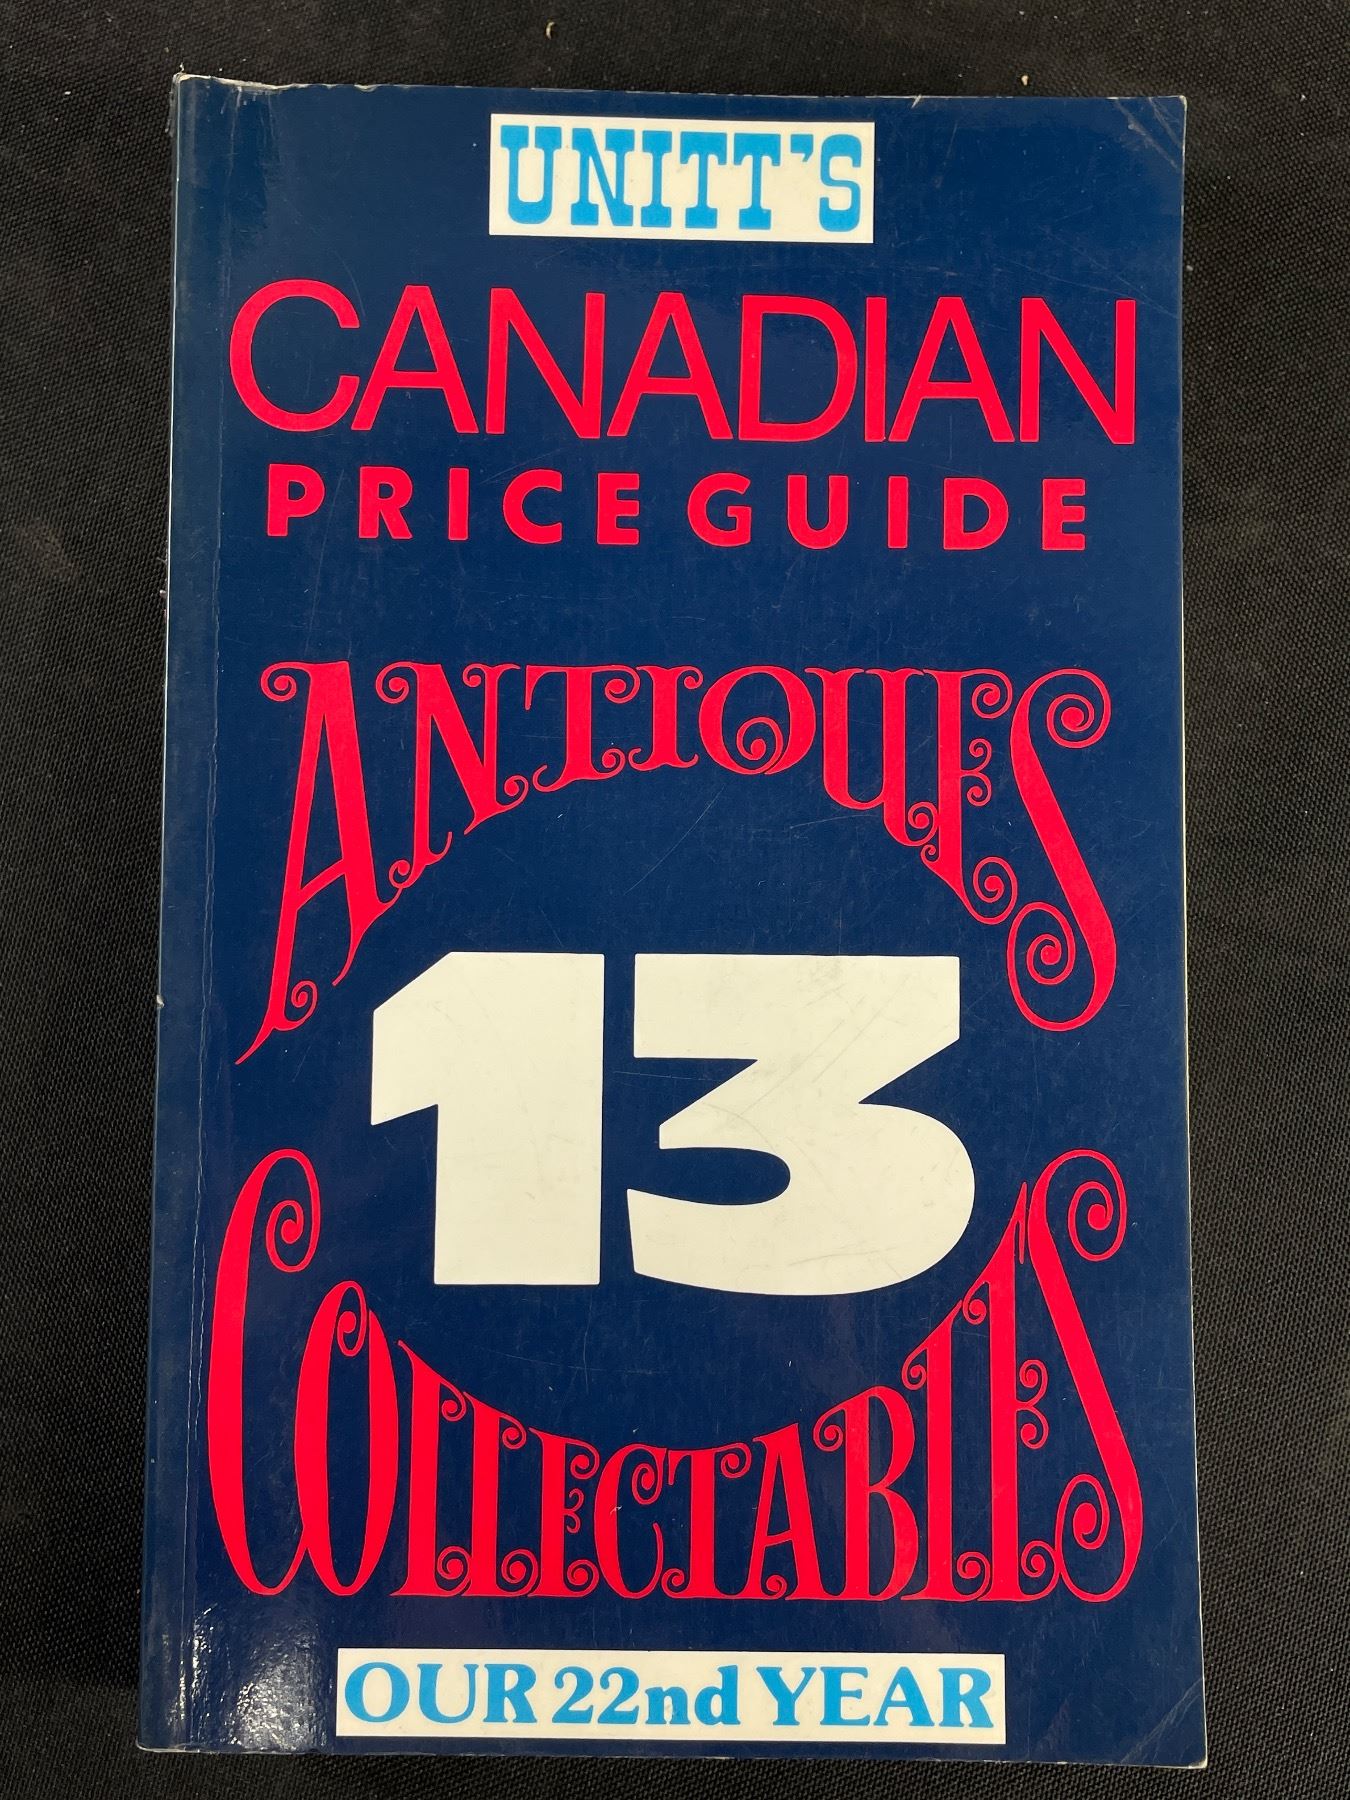 UNITT'S
CANADIAN
PRICE GUIDE
ANTIQUES
13
COLLECTABLES
OUR 22nd YEAR